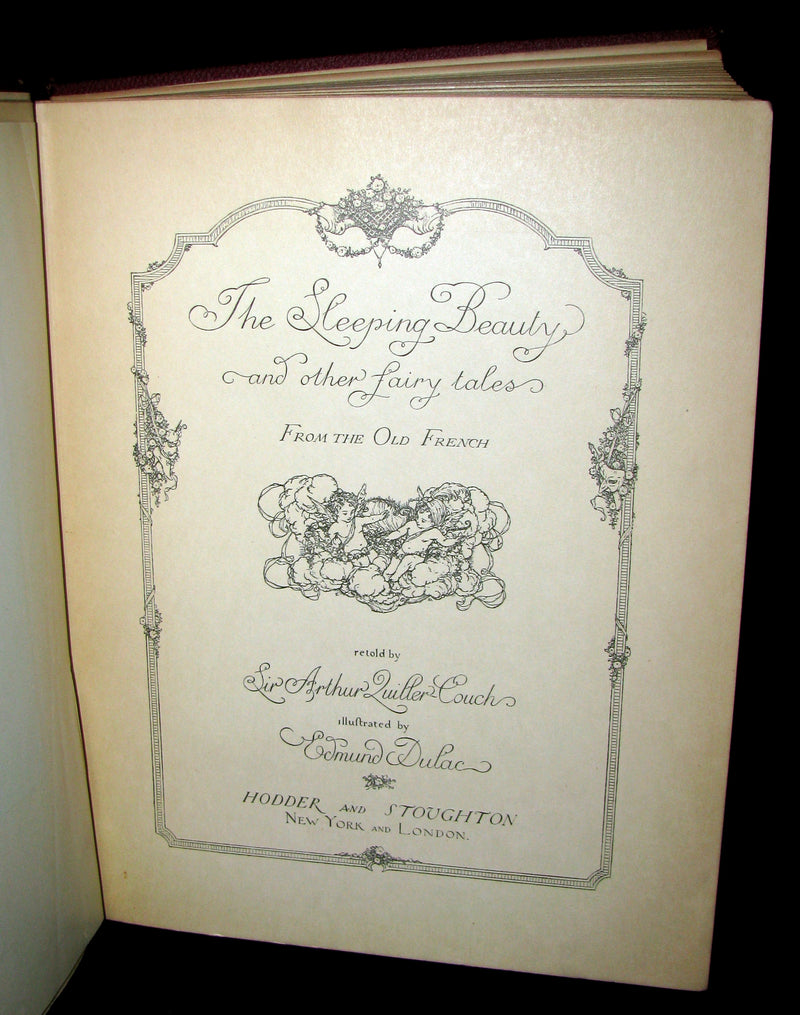 The Sleeping Beauty
and other fairy tales
FROM THE OLD FRENCH
retold by
Sir Arthur Quiller-Couch
illustrated by
Edmund Dulac
HODDER AND STOUGHTON
NEW YORK AND LONDON.